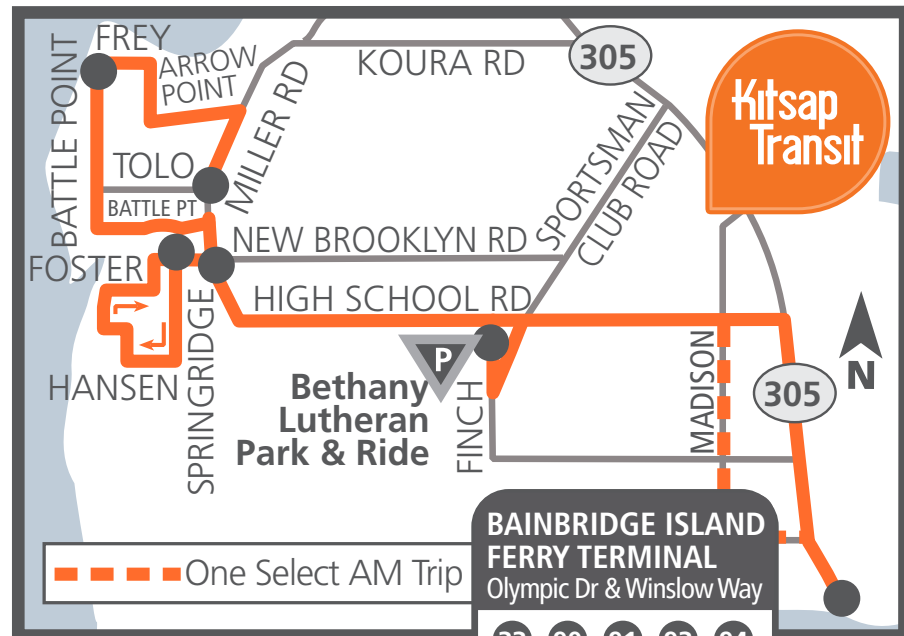 FREY
ARROW
POINT
BATTLE POINT
KOURA RD
305
Kitsap
Transit
MILLER RD
TOLO
BATTLE PT
SPORTSMAN
CLUB ROAD
NEW BROOKLYN RD
FOSTER
HIGH SCHOOL RD
HANSEN
SPRINGRIDGE
P
Bethany
Lutheran
Park & Ride
FINCH
MADISON
305
N
One Select AM Trip
BAINBRIDGE ISLAND
FERRY TERMINAL
Olympic Dr & Winslow Way